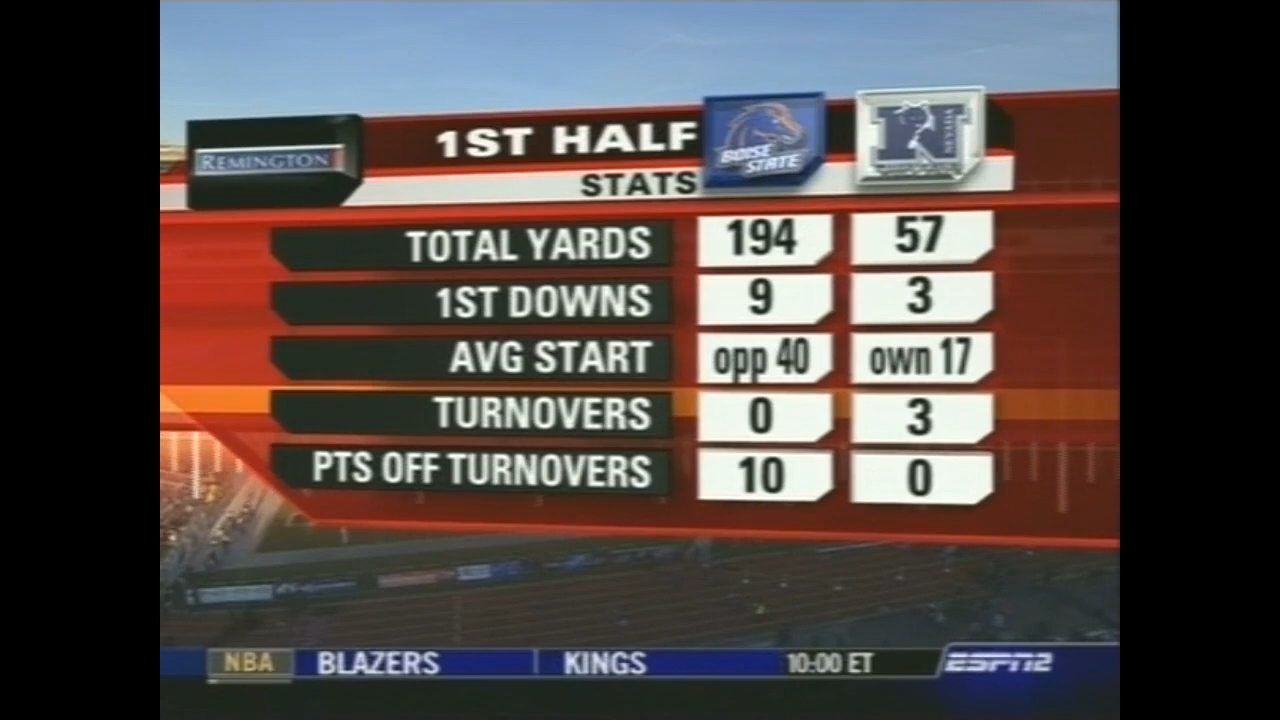 REMINGTON
1ST HALF
STATS
BOISE STATE
NEVADA
TOTAL YARDS 194 57
1ST DOWNS 9 3
AVG START opp 40 own 17
TURNOVERS 0 3
PTS OFF TURNOVERS 10 0
NBA BLAZERS KINGS 10:00 ET ESPN2